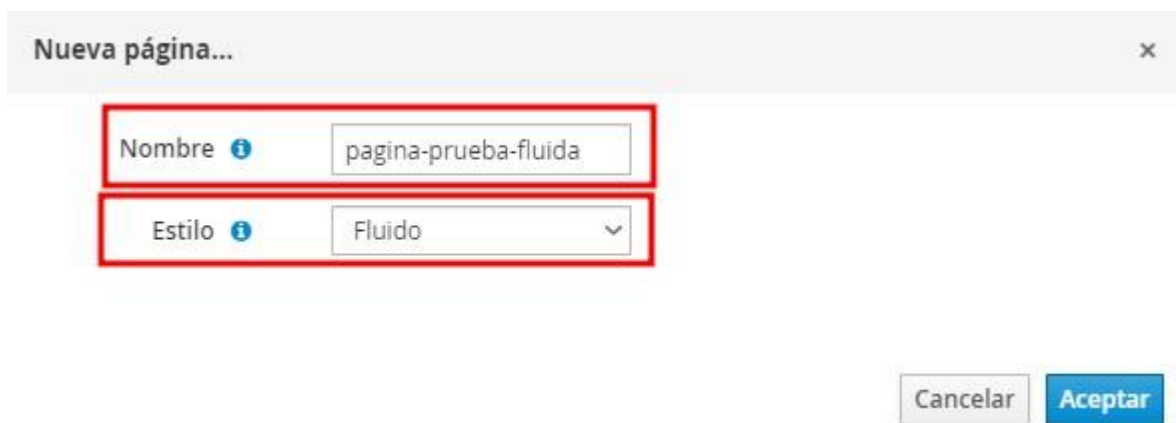 Nueva página...
×
Nombre
pagina-prueba-fluida
Estilo
Fluido
Cancelar Aceptar